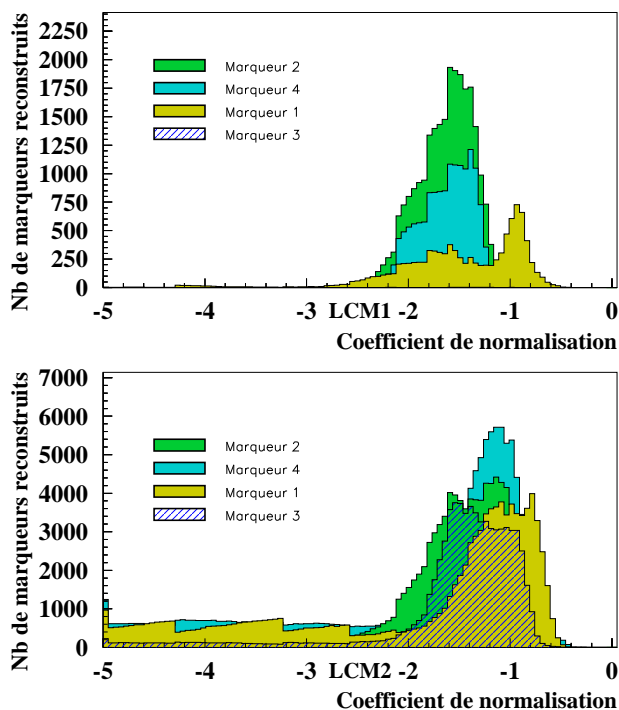 Nb de marqueurs reconstruits
2250
2000
1750
1500
1250
1000
750
500
250
0
Marqueur 2
Marqueur 4
Marqueur 1
Marqueur 3
-5 -4 -3 LCM1 -2 -1 0
Coefficient de normalisation
Nb de marqueurs reconstruits
7000
6000
5000
4000
3000
2000
1000
0
Marqueur 2
Marqueur 4
Marqueur 1
Marqueur 3
-5 -4 -3 LCM2 -2 -1 0
Coefficient de normalisation